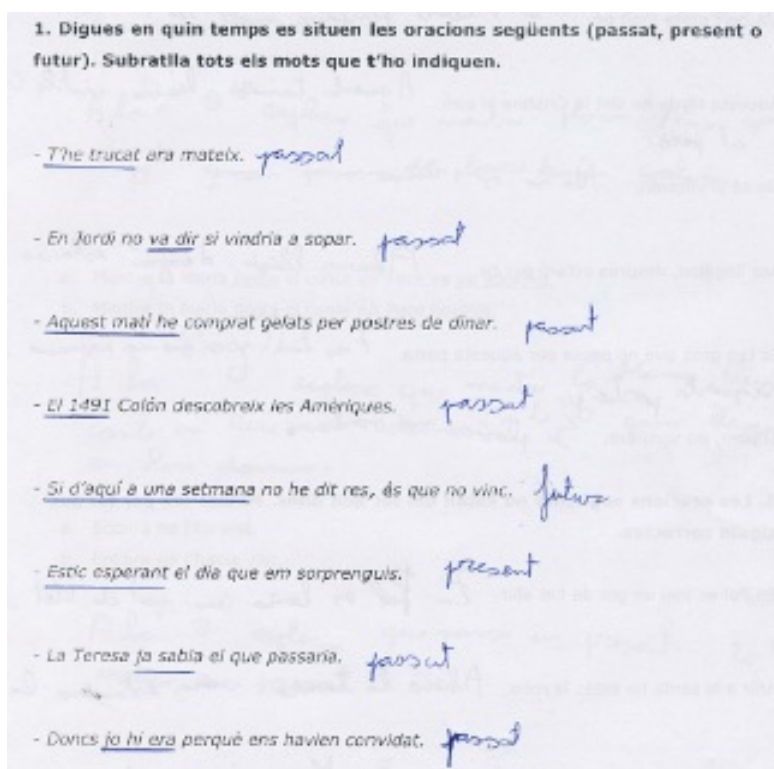 1. Digues en quin temps es situen les oracions següents (passat, present o
futur). Subratlla tots els mots que t'ho indiquen.
- T'he trucat ara mateix. passat
- En Jordi no va dir si vindria a sopar. passat
- Aquest matí he comprat gelats per postres de dinar. passat
- El 1491 Colón descobreix les Amèriques. passat
- Si d'aquí a una setmana no he dit res, és que no vinc. futur
- Estic esperant el dia que em sorprenguis. present
- La Teresa ja sabia el que passaria. passat
- Doncs jo hi era perquè ens havien convidat. passat